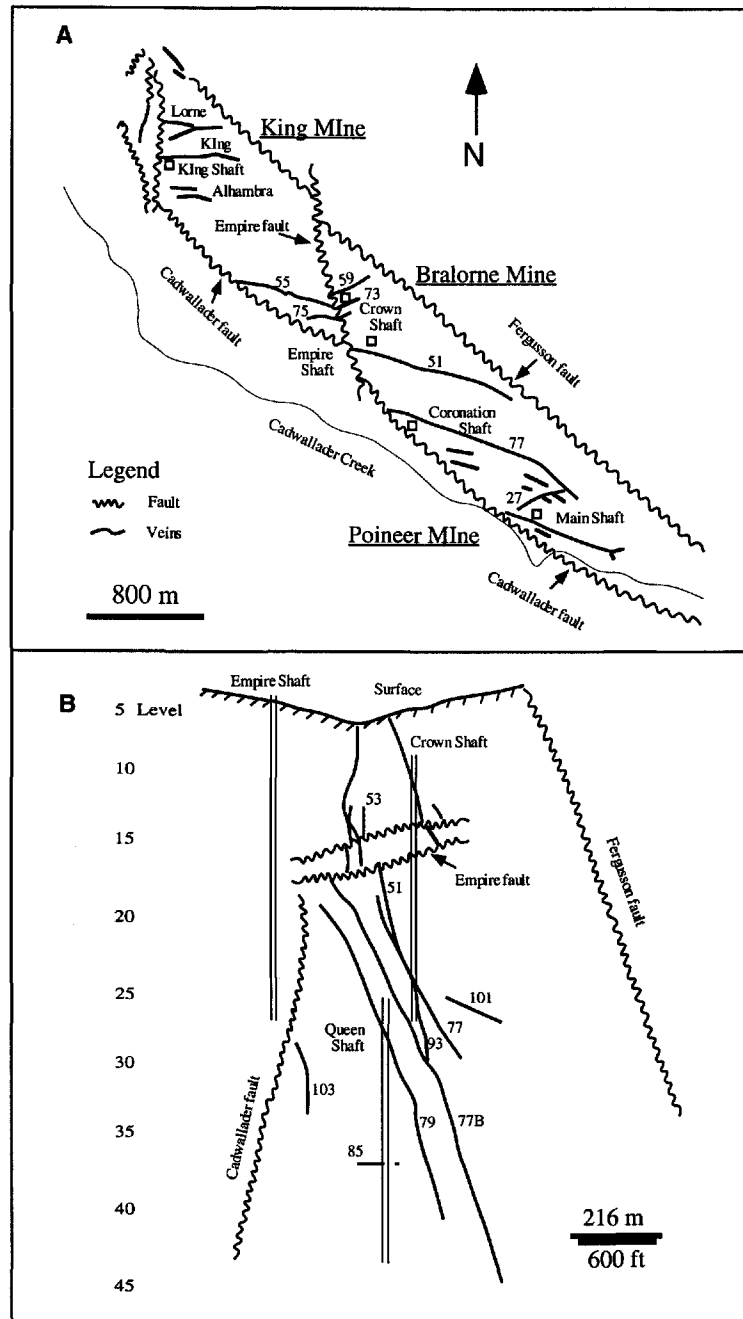 A
N
Lorne
King MIne
KIng
KIng Shaft
Alhambra
Empire fault
Cadwallader fault
55
59
73
Bralorne Mine
75
Crown
Shaft
Empire
Shaft
51
Fergusson fault
Coronation
Shaft
77
Cadwallader Creek
Legend
Fault
Veins
27
Main Shaft
Poineer MIne
Cadwallader fault
800 m
B
Empire Shaft
Surface
5 Level
Crown Shaft
10
53
15
Empire fault
51
Fergusson fault
20
25
101
Queen
Shaft
77
93
30
103
Cadwallader fault
79
77B
35
85
40
216 m
600 ft
45